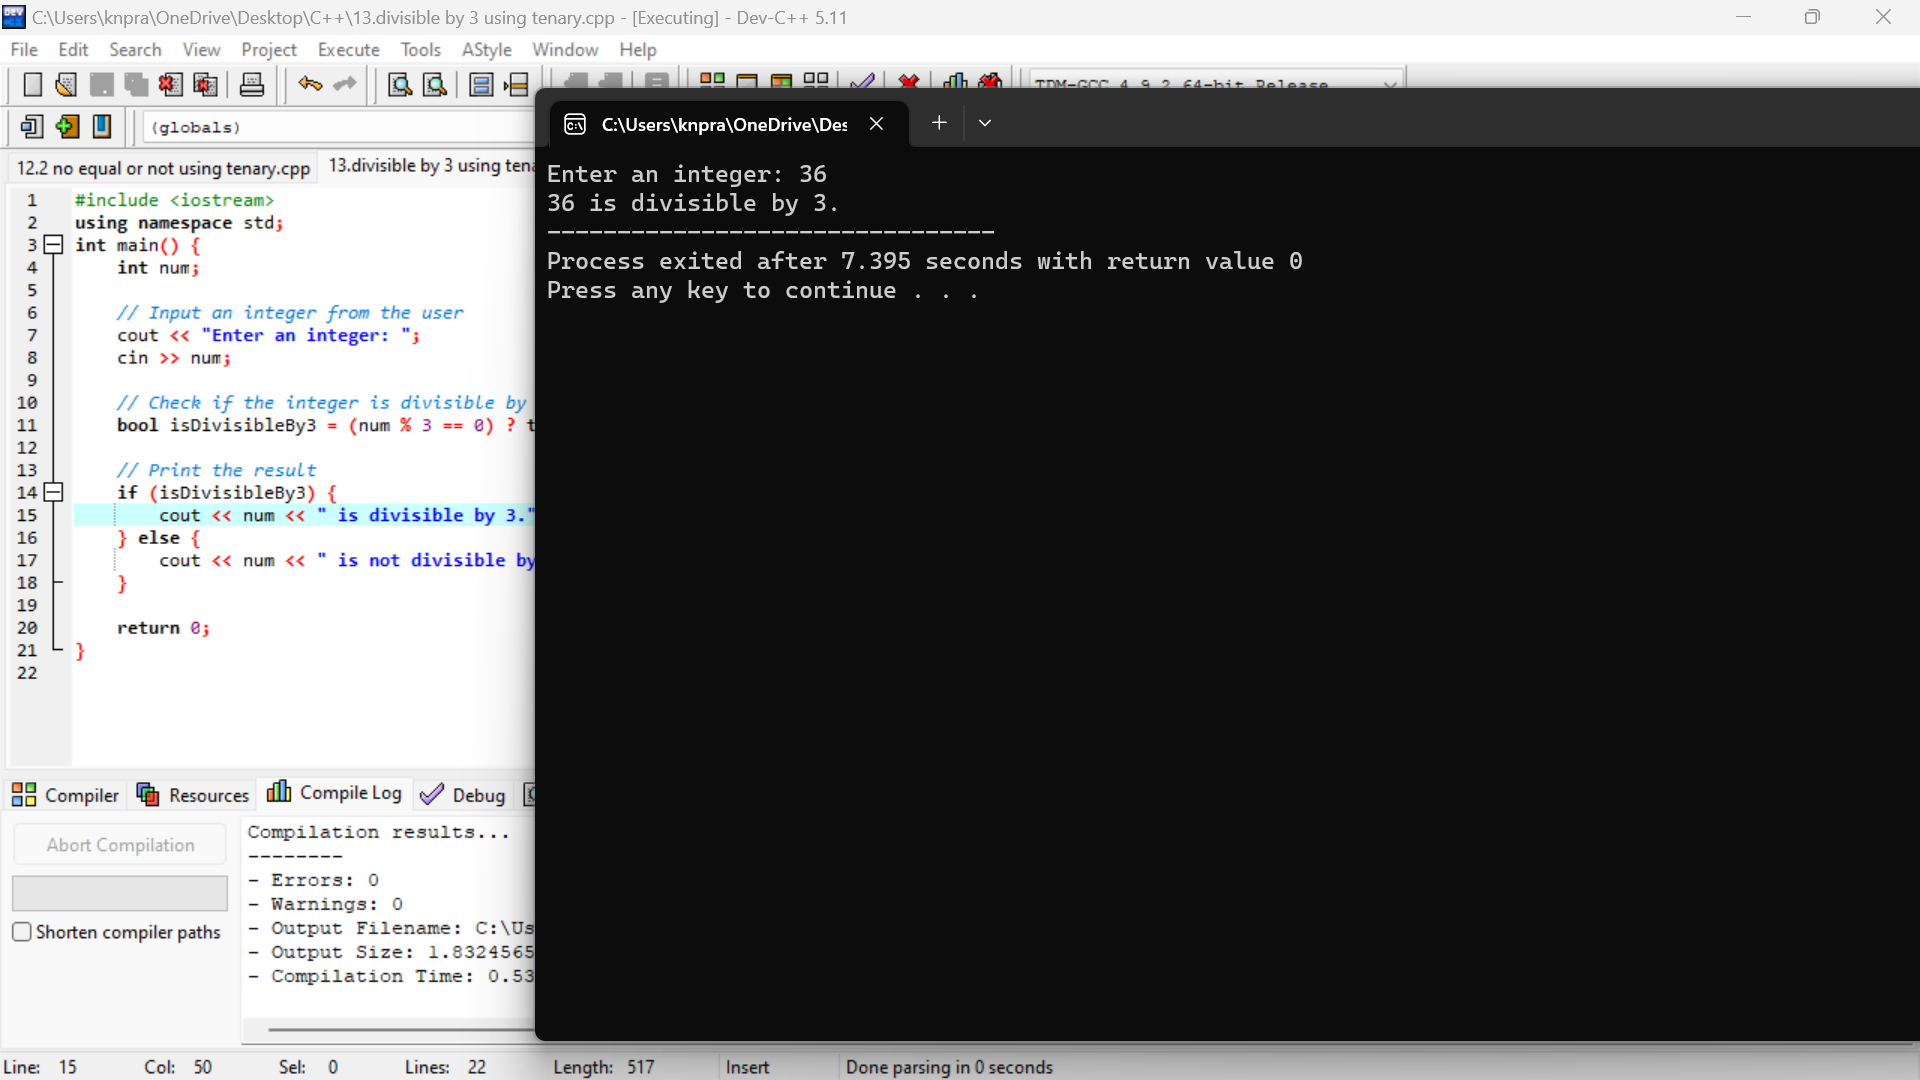 C:\Users\knpra\OneDrive\Desktop\C++\13.divisible by 3 using tenary.cpp - [Executing] - Dev-C++ 5.11
File Edit Search View Project Execute Tools AStyle Window Help
TDM-GCC 4.9.2 64-bit Release
(globals)
12.2 no equal or not using tenary.cpp 13.divisible by 3 using
1 #include <iostream>
2 using namespace std;
3 int main() {
4 int num;
5
6 // Input an integer from the user
7 cout << "Enter an integer: ";
8 cin >> num;
9
10 // Check if the integer is divisible by
11 bool isDivisibleBy3 = (num % 3 == 0) ?
12
13 // Print the result
14 if (isDivisibleBy3) {
15 cout << num << " is divisible by 3."
16 } else {
17 cout << num << " is not divisible by
18 }
19
20 return 0;
21 }
22
C:\Users\knpra\OneDrive\Des
Enter an integer: 36
36 is divisible by 3.
--------------------------------
Process exited after 7.395 seconds with return value 0
Press any key to continue . . .
Compiler Resources Compile Log Debug
Abort Compilation
Shorten compiler paths
Compilation results...
--------
- Errors: 0
- Warnings: 0
- Output Filename: C:\Us
- Output Size: 1.8324565
- Compilation Time: 0.53
Line: 15 Col: 50 Sel: 0 Lines: 22 Length: 517 Insert Done parsing in 0 seconds